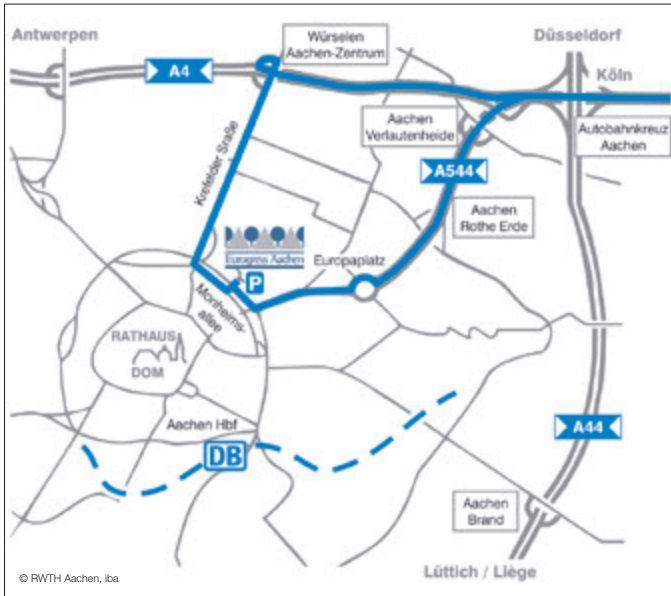 Antwerpen
Würselen
Aachen-Zentrum
Düsseldorf
A4
Köln
Aachen
Verlautenheide
Autobahnkreuz
Aachen
Krefelder Sraße
A544
Aachen
Rothe Erde
Eurogress Aachen
Europaplatz
P
Monheims-
allee
RATHAUS
DOM
Aachen Hbf
DB
A44
Aachen
Brand
Lüttich / Liège
© RWTH Aachen, iba